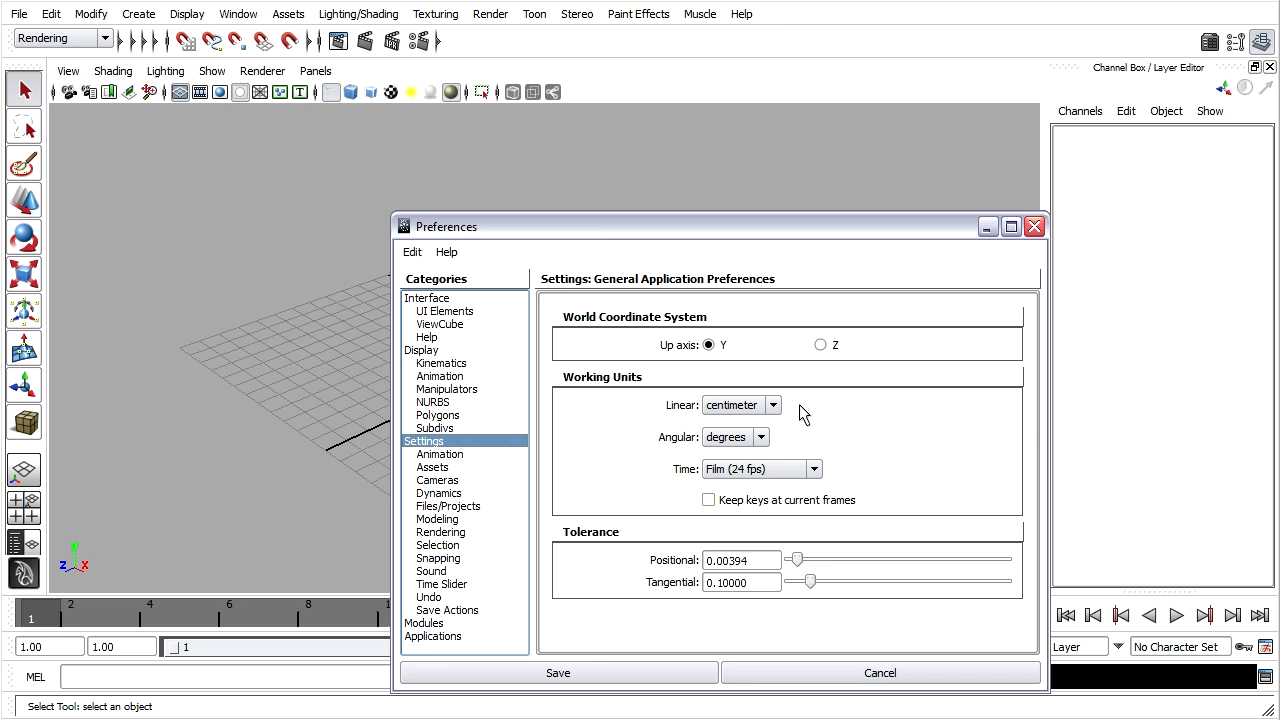 File Edit Modify Create Display Window Assets Lighting/Shading Texturing Render Toon Stereo Paint Effects Muscle Help
Rendering
Channel Box / Layer Editor
View Shading Lighting Show Renderer Panels
Channels Edit Object Show
Preferences
Edit Help
Categories
Interface
UI Elements
ViewCube
Help
Display
Kinematics
Animation
Manipulators
NURBS
Polygons
Subdivs
Settings
Animation
Assets
Cameras
Dynamics
Files/Projects
Modeling
Rendering
Selection
Snapping
Sound
Time Slider
Undo
Save Actions
Modules
Applications
Settings: General Application Preferences
World Coordinate System
Up axis: Y Z
Working Units
Linear: centimeter
Angular: degrees
Time: Film (24 fps)
Keep keys at current frames
Tolerance
Positional: 0.00394
Tangential: 0.10000
Save Cancel
Y
Z X
1 2 4 6 8
1.00 1.00 1
Layer No Character Set
MEL
Select Tool: select an object